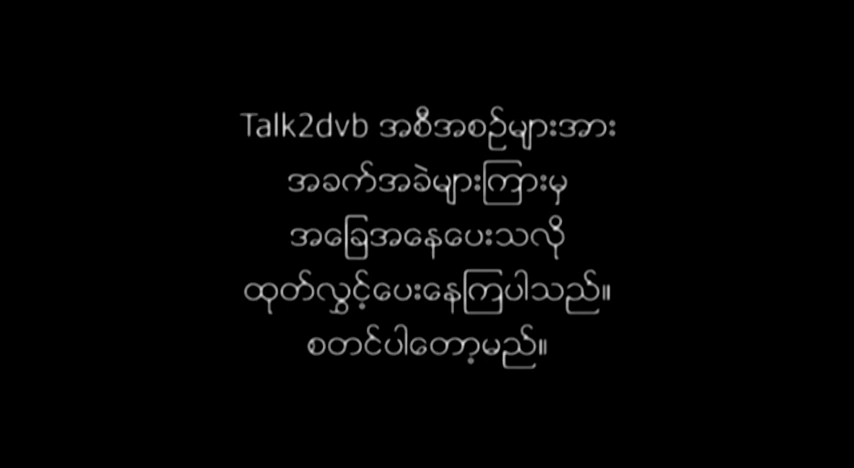 Talk2dvb အစီအစဉ်များအား
အခက်အခဲများကြားမှ
အခြေအနေပေးသလို
ထုတ်လွှင့်ပေးနေကြပါသည်။
စတင်ပါတော့မည်။